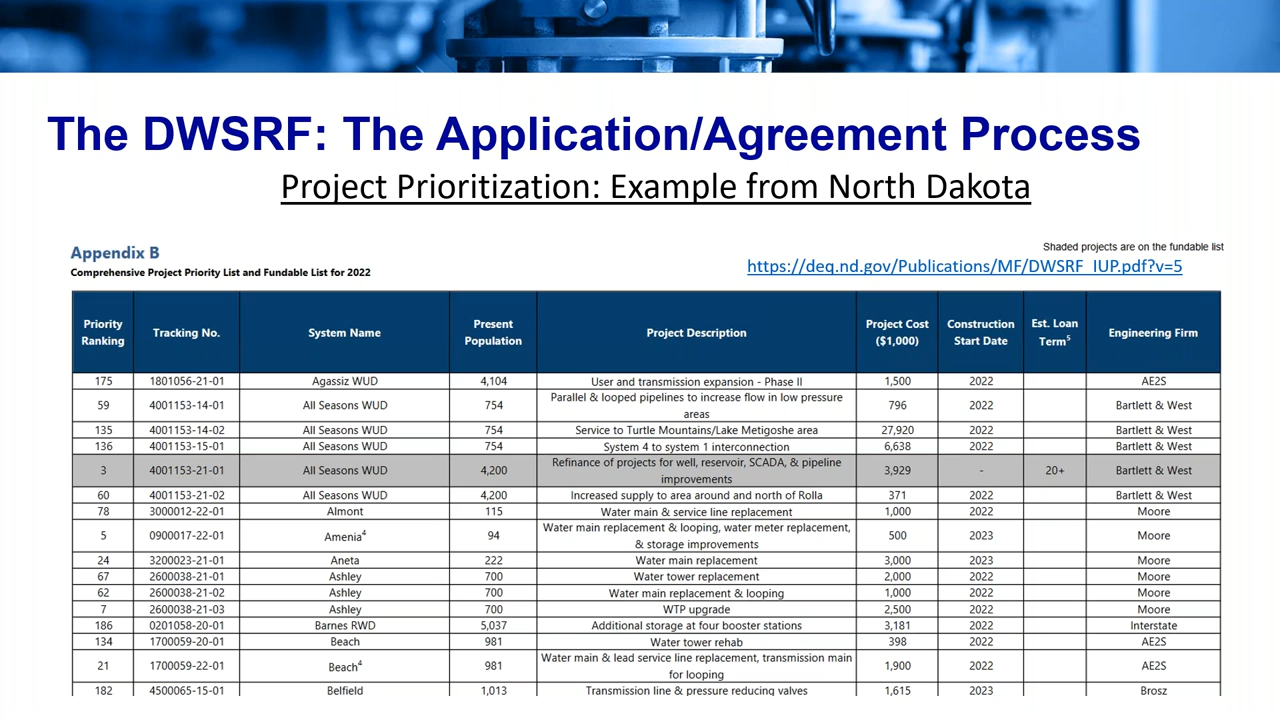 The DWSRF: The Application/Agreement Process
Project Prioritization: Example from North Dakota
Appendix B
Shaded projects are on the fundable list
Comprehensive Project Priority List and Fundable List for 2022
https://deq.nd.gov/Publications/MF/DWSRF_IUP.pdf?v=5
Priority Ranking Tracking No. System Name Present Population Project Description Project Cost ($1,000) Construction Start Date Est. Loan Term5 Engineering Firm
175 1801056-21-01 Agassiz WUD 4,104 User and transmission expansion - Phase II 1,500 2022 AE2S
59 4001153-14-01 All Seasons WUD 754 Parallel & looped pipelines to increase flow in low pressure areas 796 2022 Bartlett & West
135 4001153-14-02 All Seasons WUD 754 Service to Turtle Mountains/Lake Metigoshe area 27,920 2022 Bartlett & West
136 4001153-15-01 All Seasons WUD 754 System 4 to system 1 interconnection 6,638 2022 Bartlett & West
3 4001153-21-01 All Seasons WUD 4,200 Refinance of projects for well, reservoir, SCADA, & pipeline improvements 3,929 - 20+ Bartlett & West
60 4001153-21-02 All Seasons WUD 4,200 Increased supply to area around and north of Rolla 371 2022 Bartlett & West
78 3000012-22-01 Almont 115 Water main & service line replacement 1,000 2022 Moore
5 0900017-22-01 Amenia4 94 Water main replacement & looping, water meter replacement, & storage improvements 500 2023 Moore
24 3200023-21-01 Aneta 222 Water main replacement 3,000 2023 Moore
67 2600038-21-01 Ashley 700 Water tower replacement 2,000 2022 Moore
62 2600038-21-02 Ashley 700 Water main replacement & looping 1,000 2022 Moore
7 2600038-21-03 Ashley 700 WTP upgrade 2,500 2022 Moore
186 0201058-20-01 Barnes RWD 5,037 Additional storage at four booster stations 3,181 2022 Interstate
134 1700059-20-01 Beach 981 Water tower rehab 398 2022 AE2S
21 1700059-22-01 Beach4 981 Water main & lead service line replacement, transmission main for looping 1,900 2022 AE2S
182 4500065-15-01 Belfield 1,013 Transmission line & pressure reducing valves 1,615 2023 Brosz